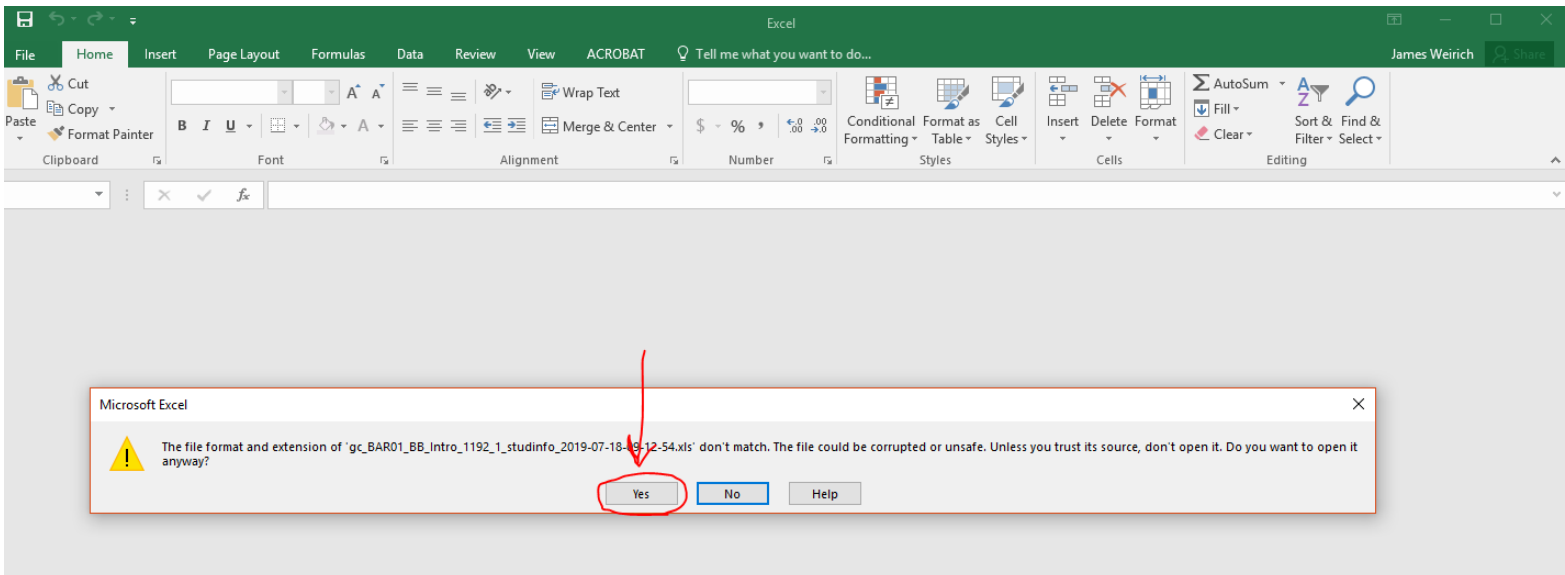 Excel
File Home Insert Page Layout Formulas Data Review View ACROBAT Tell me what you want to do... James Weirich Share
Cut
Copy
Paste
Format Painter
Clipboard
B I U
A A
A
Font
Wrap Text
Merge & Center
Alignment
$ % , .0 .00 .00 .0
Number
Conditional Formatting
Format as Table
Cell Styles
Styles
Insert Delete Format
Cells
AutoSum
Fill
Clear
Sort & Filter
Find & Select
Editing
fx
Microsoft Excel
The file format and extension of 'gc_BAR01_BB_Intro_1192_1_studinfo_2019-07-18-09-12-54.xls' don't match. The file could be corrupted or unsafe. Unless you trust its source, don't open it. Do you want to open it
anyway?
Yes No Help